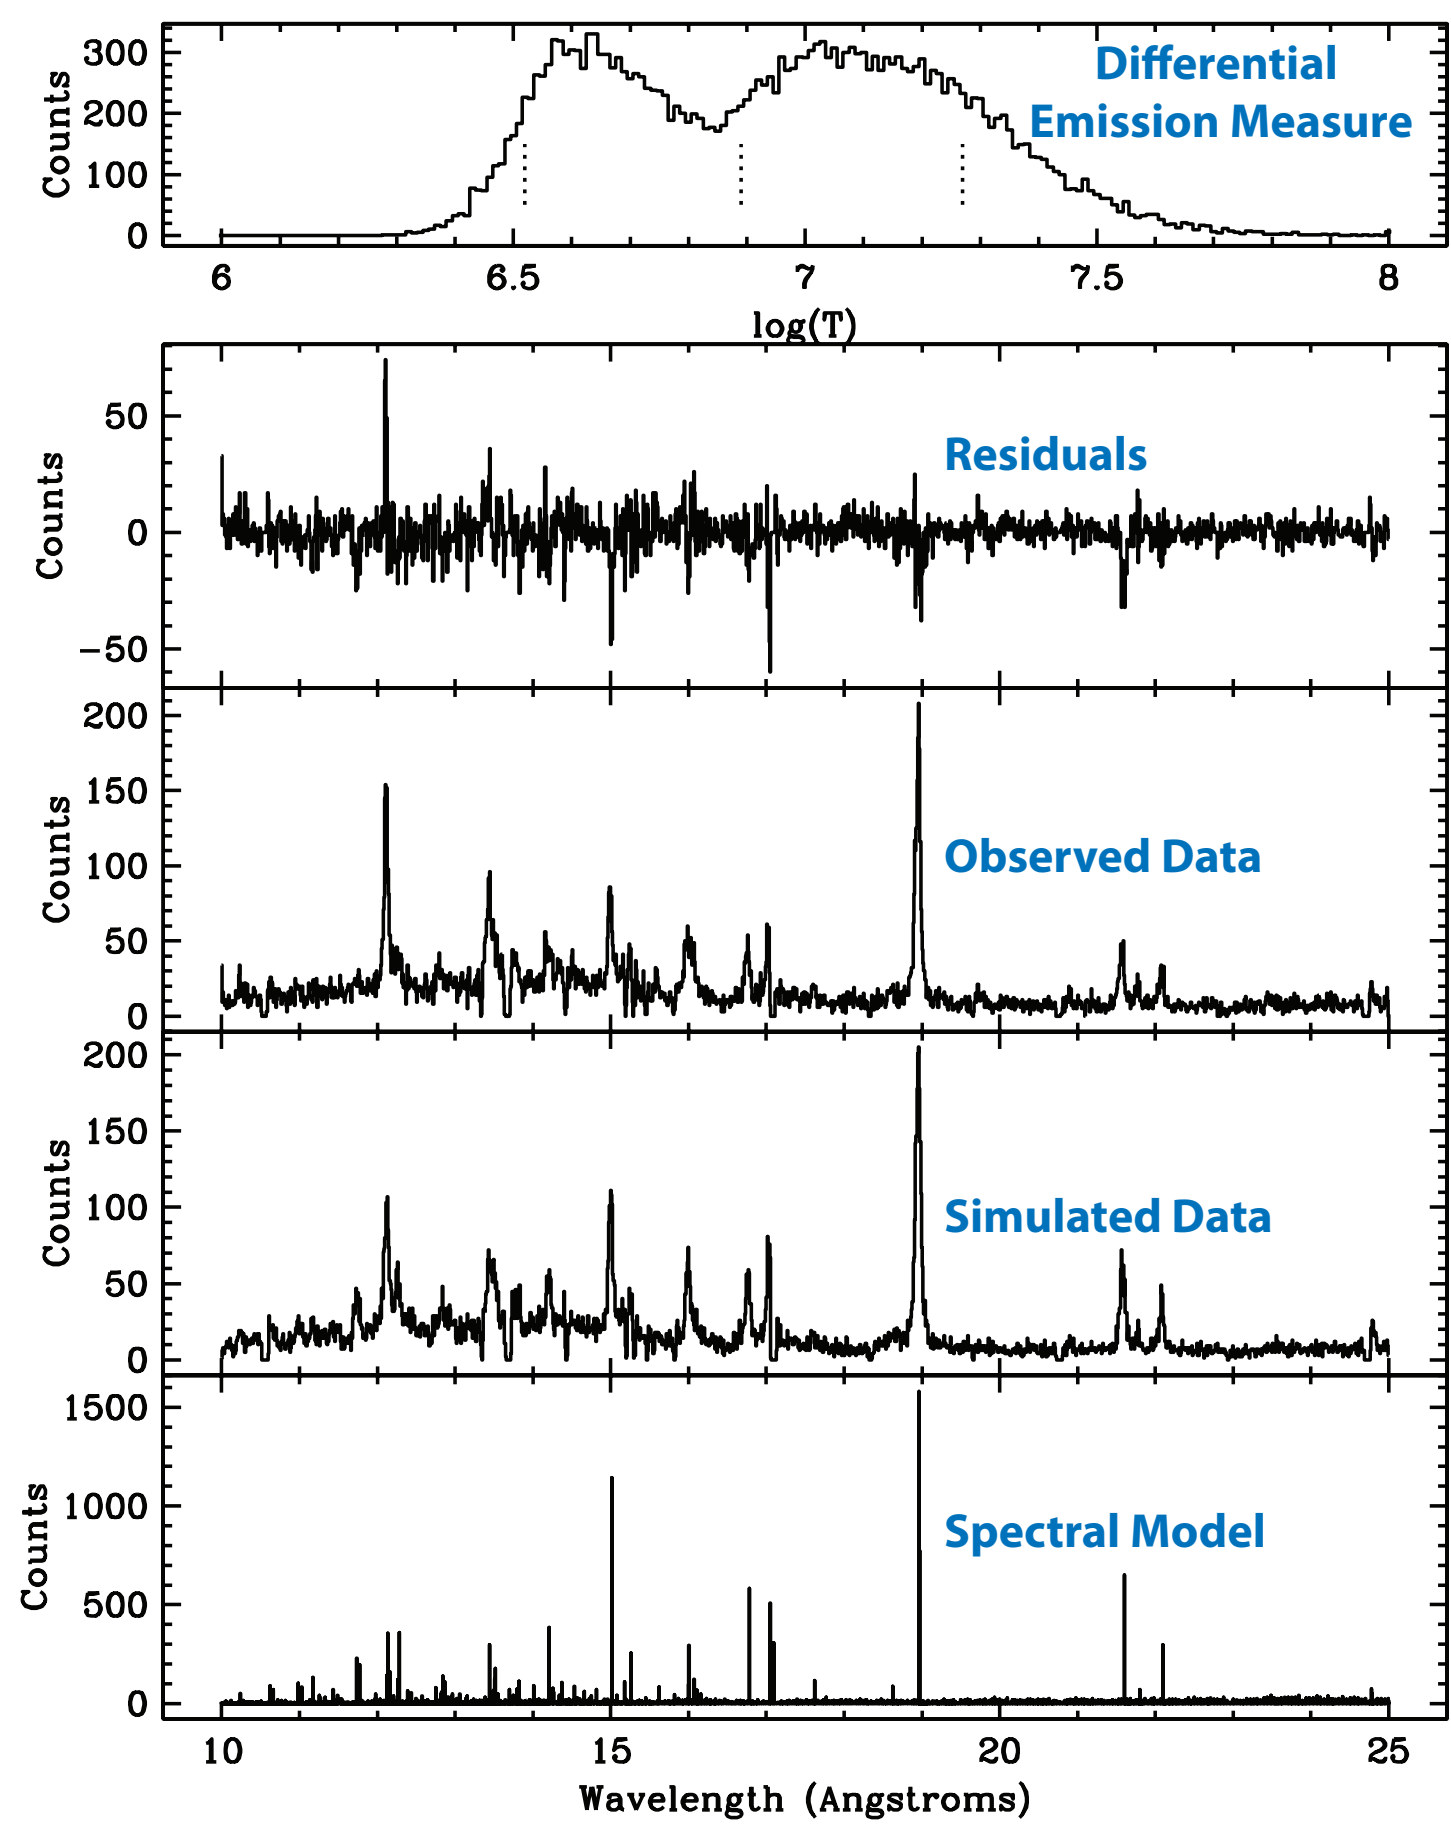 Differential
Emission Measure
Counts
300
200
100
0
6
6.5
7
7.5
8
log(T)
Residuals
Counts
50
0
−50
Observed Data
Counts
200
150
100
50
0
Simulated Data
Counts
200
150
100
50
0
Spectral Model
Counts
1500
1000
500
0
10
15
20
25
Wavelength (Angstroms)